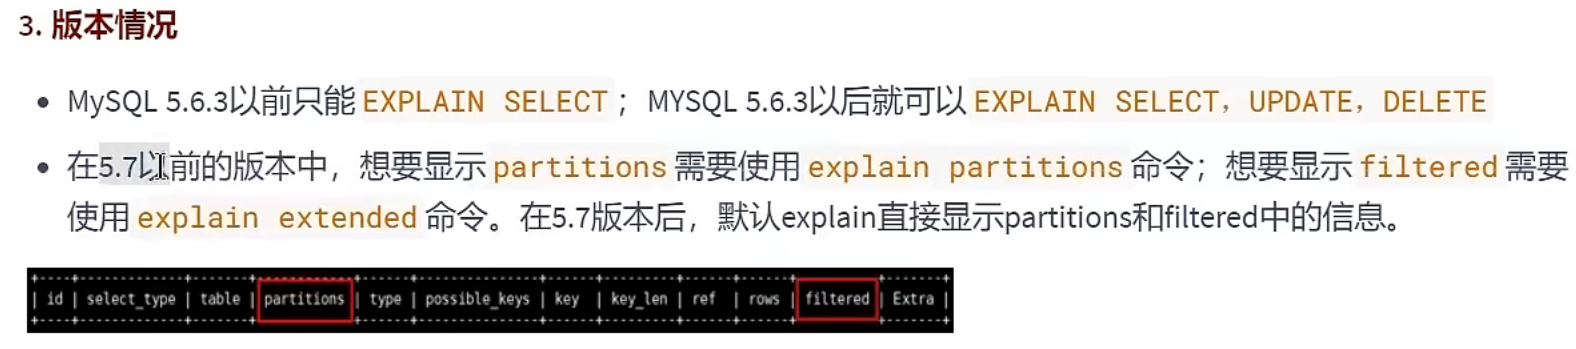 3. 版本情况
• MySQL 5.6.3以前只能 EXPLAIN SELECT ； MYSQL 5.6.3以后就可以 EXPLAIN SELECT，UPDATE，DELETE
• 在5.7以前的版本中，想要显示 partitions 需要使用 explain partitions 命令；想要显示 filtered 需要
使用 explain extended 命令。在5.7版本后，默认explain直接显示partitions和filtered中的信息。
| id | select_type | table | partitions | type | possible_keys | key | key_len | ref | rows | filtered | Extra |